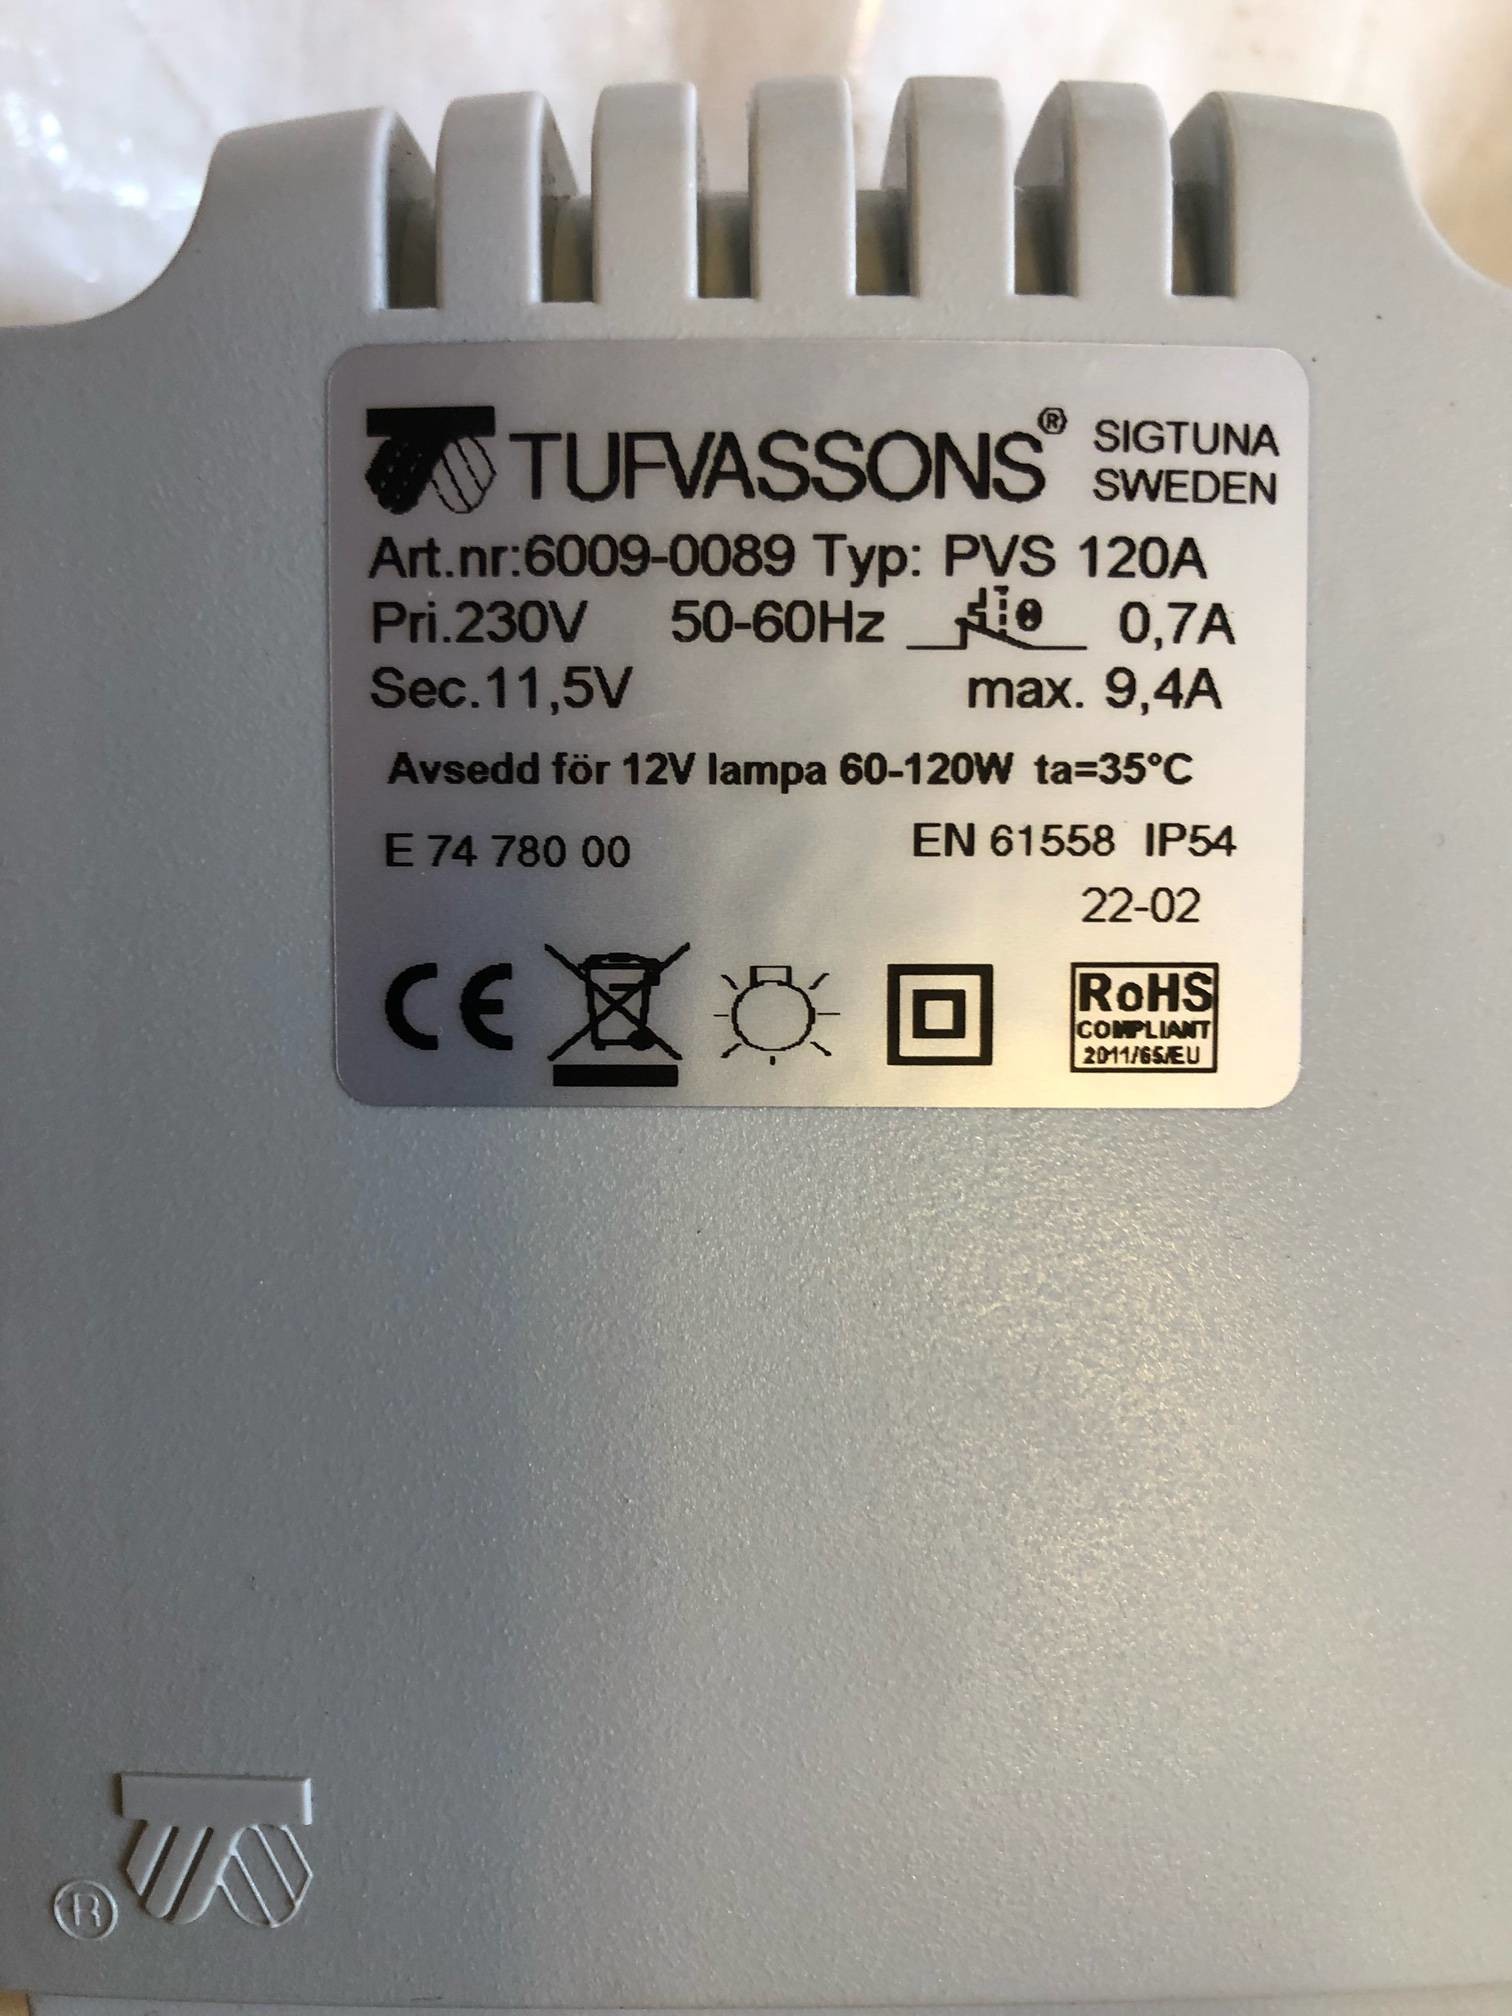 TUFVASSONS® SIGTUNA SWEDEN
Art.nr:6009-0089 Typ: PVS 120A
Pri.230V 50-60Hz 0,7A
Sec.11,5V max. 9,4A
Avsedd för 12V lampa 60-120W ta=35°C
E 74 780 00 EN 61558 IP54
22-02
CE
RoHS
COMPLIANT
2011/65/EU
®